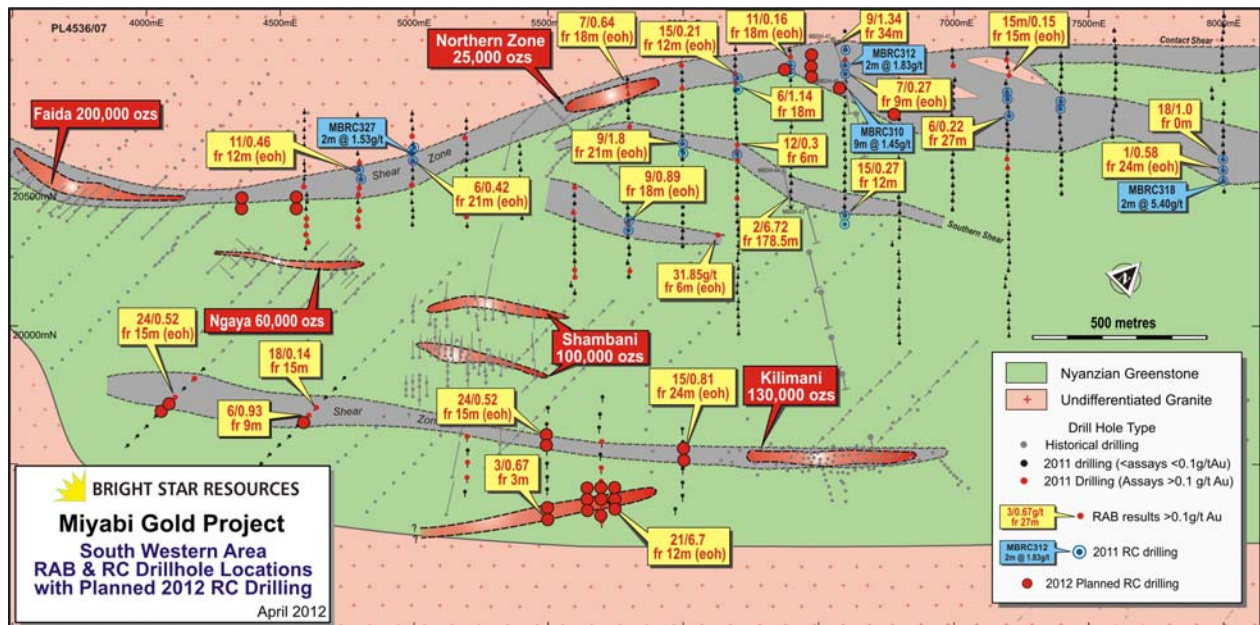 PL4536/07
4000mE
4500mE
5000mE
5500mE
7000mE
7500mE
8000mE
20500mN
20000mN
Northern Zone
25,000 ozs
7/0.64
fr 18m (eoh)
15/0.21
fr 12m (eoh)
11/0.16
fr 18m (eoh)
9/1.34
fr 34m
MBRC312
2m @ 1.83g/t
15m/0.15
fr 15m (eoh)
Contact Shear
Faida 200,000 ozs
11/0.46
fr 12m (eoh)
MBRC327
2m @ 1.53g/t
Shear
Zone
6/0.42
fr 21m (eoh)
9/1.8
fr 21m (eoh)
9/0.89
fr 18m (eoh)
6/1.14
fr 18m
12/0.3
fr 6m
7/0.27
fr 9m (eoh)
MBRC310
9m @ 1.45g/t
6/0.22
fr 27m
15/0.27
fr 12m
18/1.0
fr 0m
1/0.58
fr 24m (eoh)
MBRC318
2m @ 5.40g/t
Southern Shear
2/6.72
fr 178.5m
31.85g/t
fr 6m (eoh)
Ngaya 60,000 ozs
Shambani
100,000 ozs
24/0.52
fr 15m (eoh)
18/0.14
fr 15m
6/0.93
fr 9m
Shear
Zone
24/0.52
fr 15m (eoh)
15/0.81
fr 24m (eoh)
Kilimani
130,000 ozs
3/0.67
fr 3m
21/6.7
fr 12m (eoh)
?
?
?
N
500 metres
Nyanzian Greenstone
Undifferentiated Granite
Drill Hole Type
Historical drilling
2011 drilling (<assays <0.1g/tAu)
2011 Drilling (Assays >0.1 g/t Au)
3/0.67g/t
fr 27m
RAB results >0.1g/t Au
MBRC312
2m @ 1.83g/t
2011 RC drilling
2012 Planned RC drilling
BRIGHT STAR RESOURCES
Miyabi Gold Project
South Western Area
RAB & RC Drillhole Locations
with Planned 2012 RC Drilling
April 2012